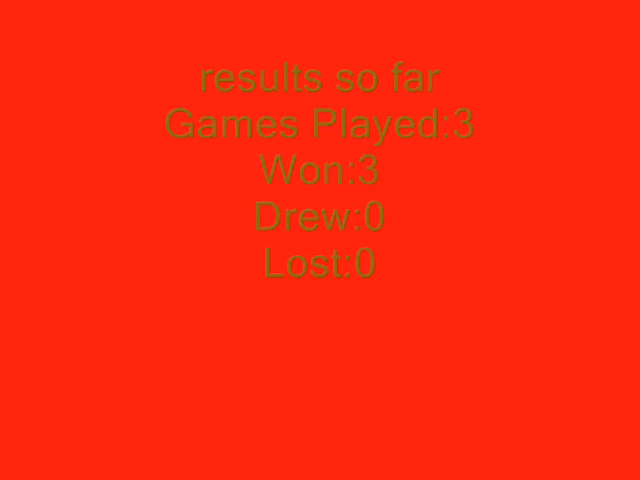 results so far
Games Played:3
Won:3
Drew:0
Lost:0